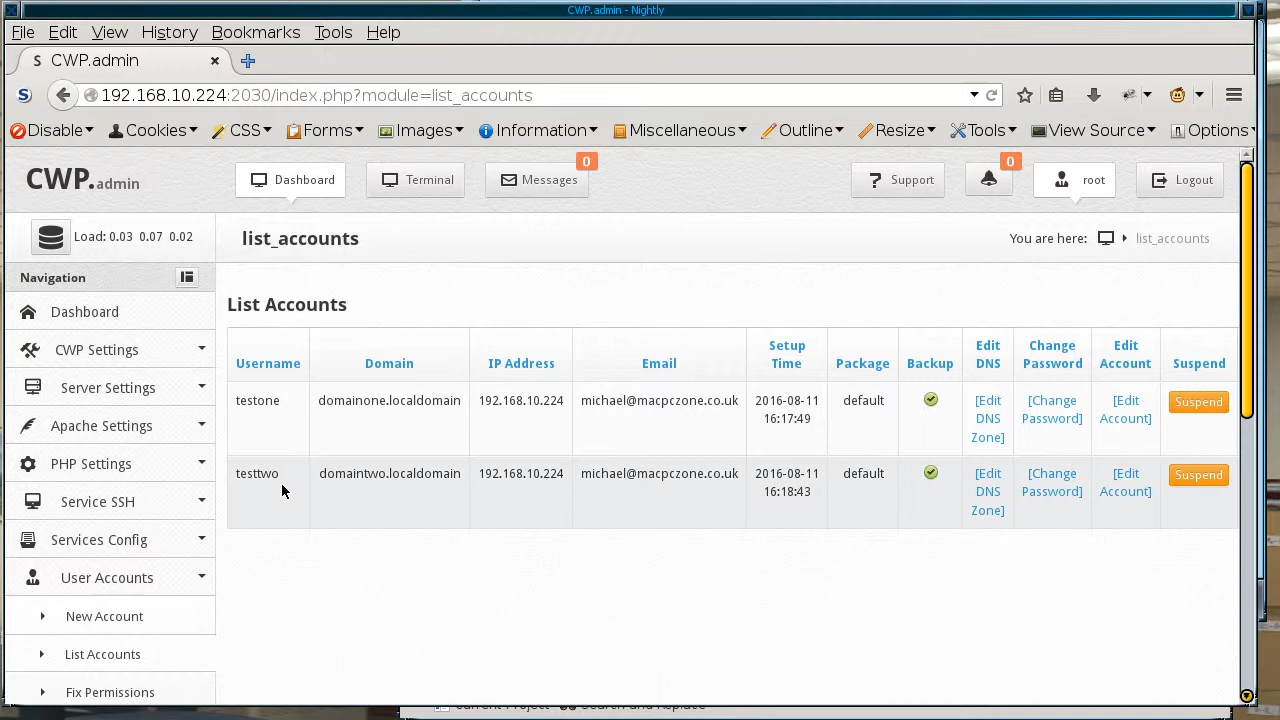 CWP.admin - Nightly
File Edit View History Bookmarks Tools Help
S CWP.admin
S 192.168.10.224:2030/index.php?module=list_accounts
Disable Cookies CSS Forms Images Information Miscellaneous Outline Resize Tools View Source Options
CWP.admin Dashboard Terminal Messages 0 Support 0 root Logout
Load: 0.03 0.07 0.02
list_accounts
You are here: list_accounts
Navigation
Dashboard
CWP Settings
Server Settings
Apache Settings
PHP Settings
Service SSH
Services Config
User Accounts
New Account
List Accounts
Fix Permissions
List Accounts
Username Domain IP Address Email Setup Time Package Backup Edit DNS Change Password Edit Account Suspend
testone domainone.localdomain 192.168.10.224 michael@macpczone.co.uk 2016-08-11 16:17:49 default [Edit DNS Zone] [Change Password] [Edit Account] Suspend
testtwo domaintwo.localdomain 192.168.10.224 michael@macpczone.co.uk 2016-08-11 16:18:43 default [Edit DNS Zone] [Change Password] [Edit Account] Suspend